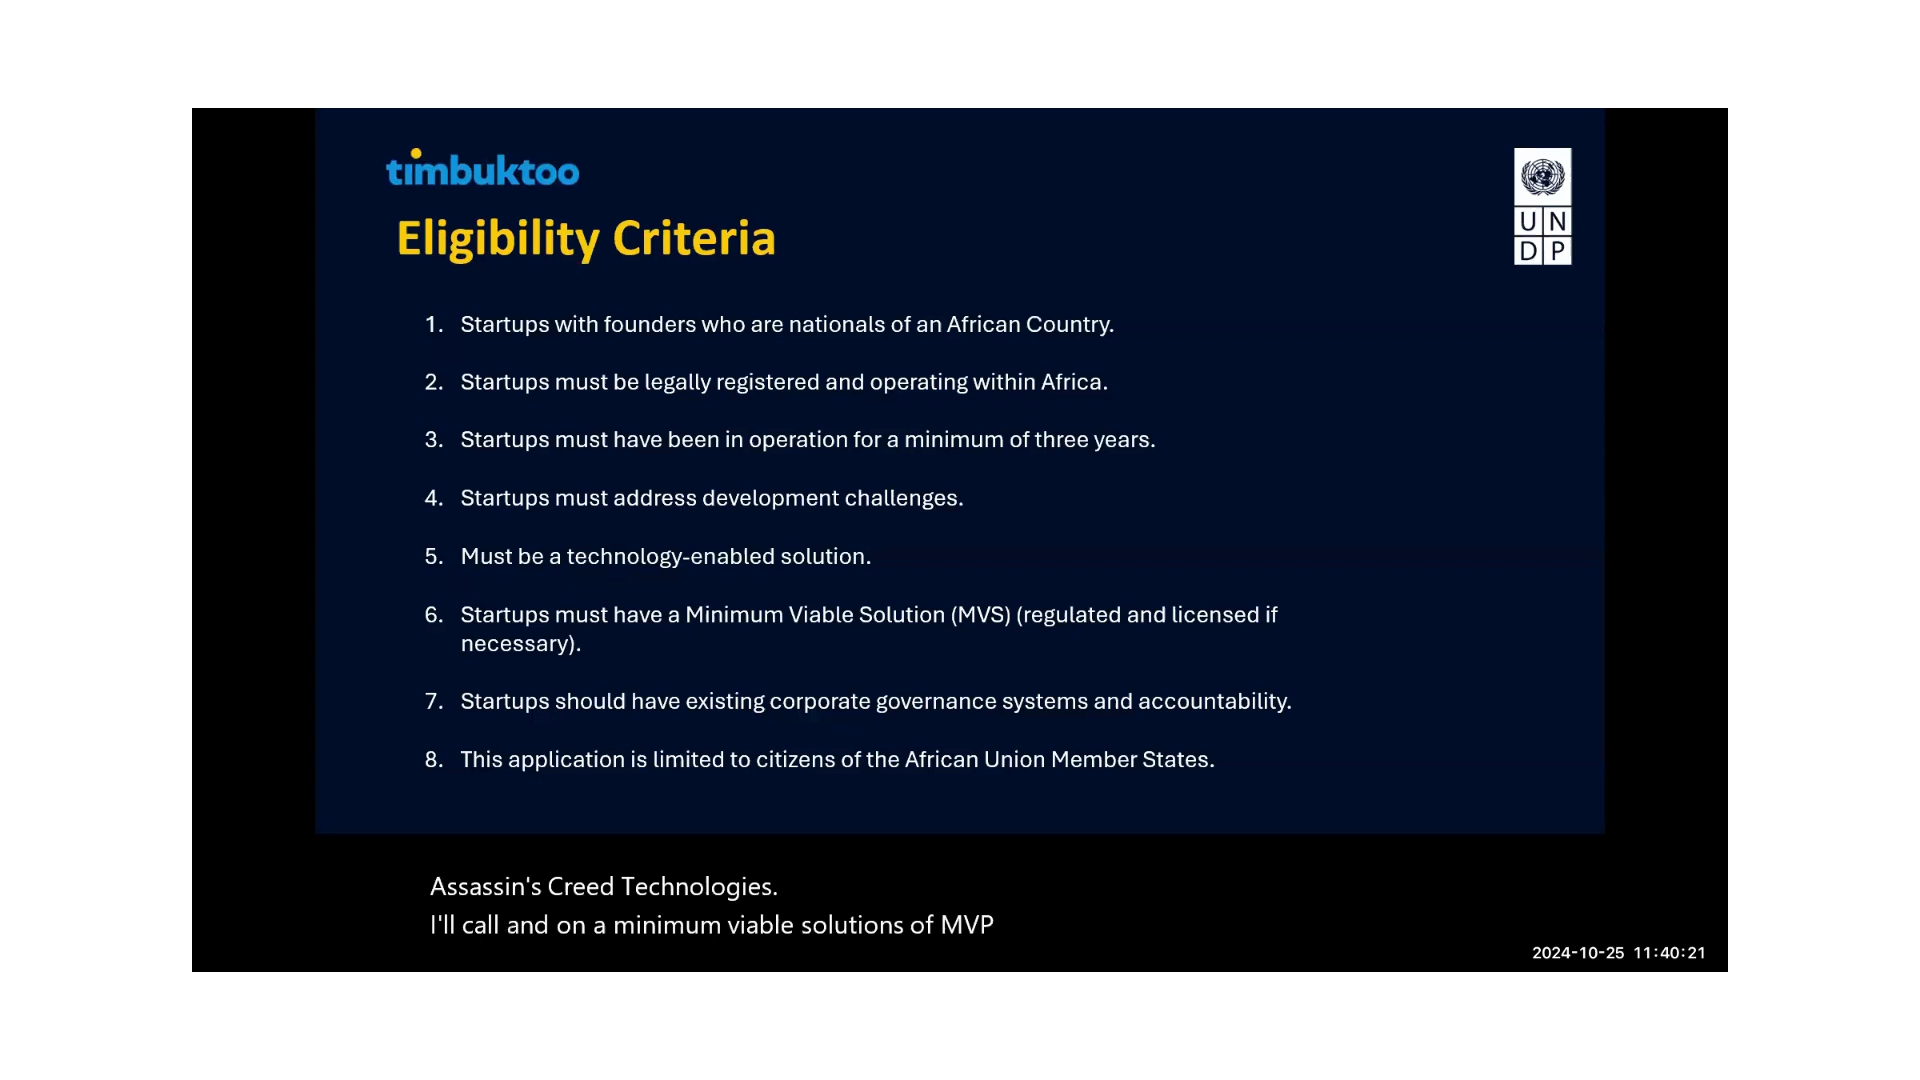 timbuktoo
Eligibility Criteria
UN
DP
1. Startups with founders who are nationals of an African Country.
2. Startups must be legally registered and operating within Africa.
3. Startups must have been in operation for a minimum of three years.
4. Startups must address development challenges.
5. Must be a technology-enabled solution.
6. Startups must have a Minimum Viable Solution (MVS) (regulated and licensed if
necessary).
7. Startups should have existing corporate governance systems and accountability.
8. This application is limited to citizens of the African Union Member States.
Assassin's Creed Technologies.
I'll call and on a minimum viable solutions of MVP
2024-10-25 11:40:21